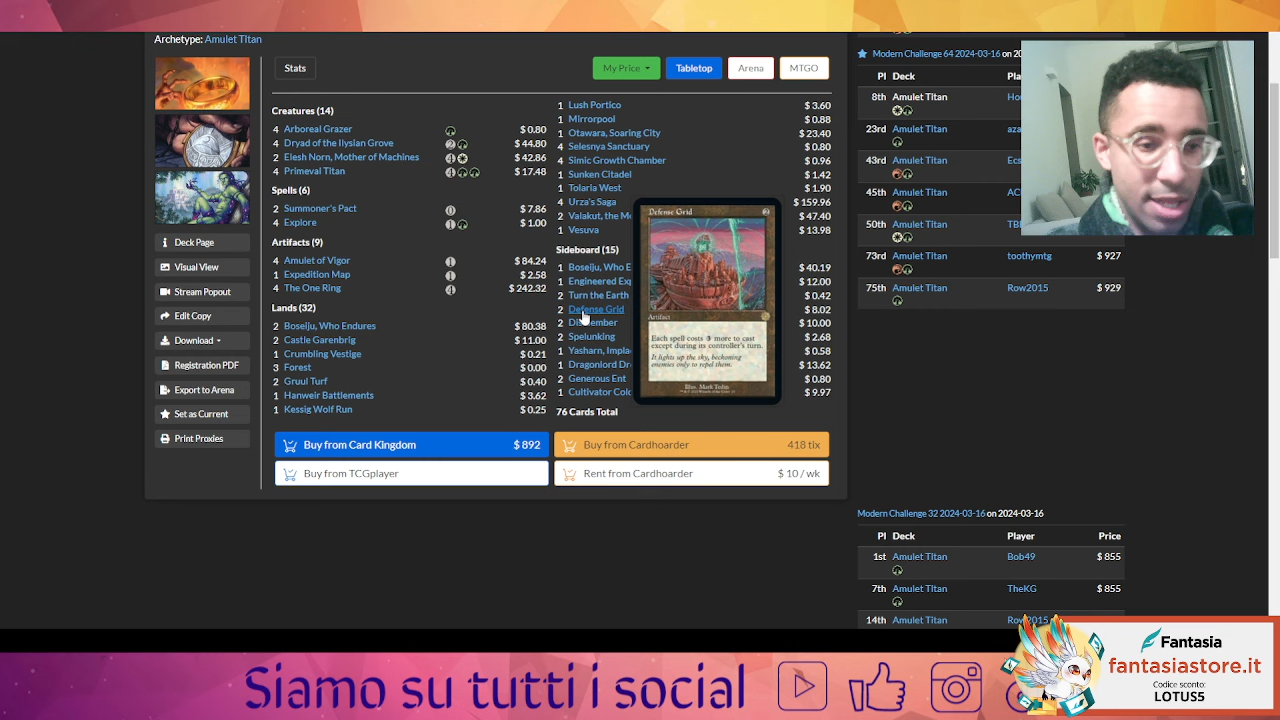 Archetype: Amulet Titan
Stats
My Price
Tabletop
Arena
MTGO
Creatures (14)
4 Arboreal Grazer $ 0.80
4 Dryad of the Ilysian Grove $ 44.80
2 Elesh Norn, Mother of Machines $ 42.86
4 Primeval Titan $ 17.48
Spells (6)
2 Summoner's Pact $ 7.86
4 Explore $ 1.00
Artifacts (9)
4 Amulet of Vigor $ 84.24
1 Expedition Map $ 2.58
4 The One Ring $ 242.32
Lands (32)
2 Boseiju, Who Endures $ 80.38
2 Castle Garenbrig $ 11.00
1 Crumbling Vestige $ 0.21
3 Forest $ 0.00
2 Gruul Turf $ 0.40
1 Hanweir Battlements $ 3.62
1 Kessig Wolf Run $ 0.25
1 Lush Portico $ 3.60
1 Mirrorpool $ 0.88
1 Otawara, Soaring City $ 23.40
4 Selesnya Sanctuary $ 0.80
4 Simic Growth Chamber $ 0.96
1 Sunken Citadel $ 1.42
1 Tolaria West $ 1.90
4 Urza's Saga $ 159.96
2 Valakut, the Mo $ 47.40
1 Vesuva $ 13.98
Sideboard (15)
1 Boseiju, Who E $ 40.19
1 Engineered Exp $ 12.00
2 Turn the Earth $ 0.42
2 Defense Grid $ 8.02
2 Dismember $ 10.00
2 Spelunking $ 2.68
1 Yasharn, Impla $ 0.58
1 Dragonlord Dr $ 13.62
2 Generous Ent $ 0.80
1 Cultivator Colo $ 9.97
76 Cards Total
Defense Grid 2
Artifact
Each spell costs 3 more to cast
except during its controller's turn.
It lights up the sky, beckoning
enemies only to repel them.
Illus. Mark Tedin
Deck Page
Visual View
Stream Popout
Edit Copy
Download
Registration PDF
Export to Arena
Set as Current
Print Proxies
Buy from Card Kingdom $ 892
Buy from Cardhoarder 418 tix
Buy from TCGplayer
Rent from Cardhoarder $ 10 / wk
Modern Challenge 64 2024-03-16 on 20
Pl Deck Pla
8th Amulet Titan Ho
23rd Amulet Titan aza
43rd Amulet Titan Ecs
45th Amulet Titan AC
50th Amulet Titan TB
73rd Amulet Titan toothymtg $ 927
75th Amulet Titan Row2015 $ 929
Modern Challenge 32 2024-03-16 on 2024-03-16
Pl Deck Player Price
1st Amulet Titan Bob49 $ 855
7th Amulet Titan TheKG $ 855
14th Amulet Titan Row2015
Siamo su tutti i social
Fantasia
fantasiastore.it
Codice sconto:
LOTUS5